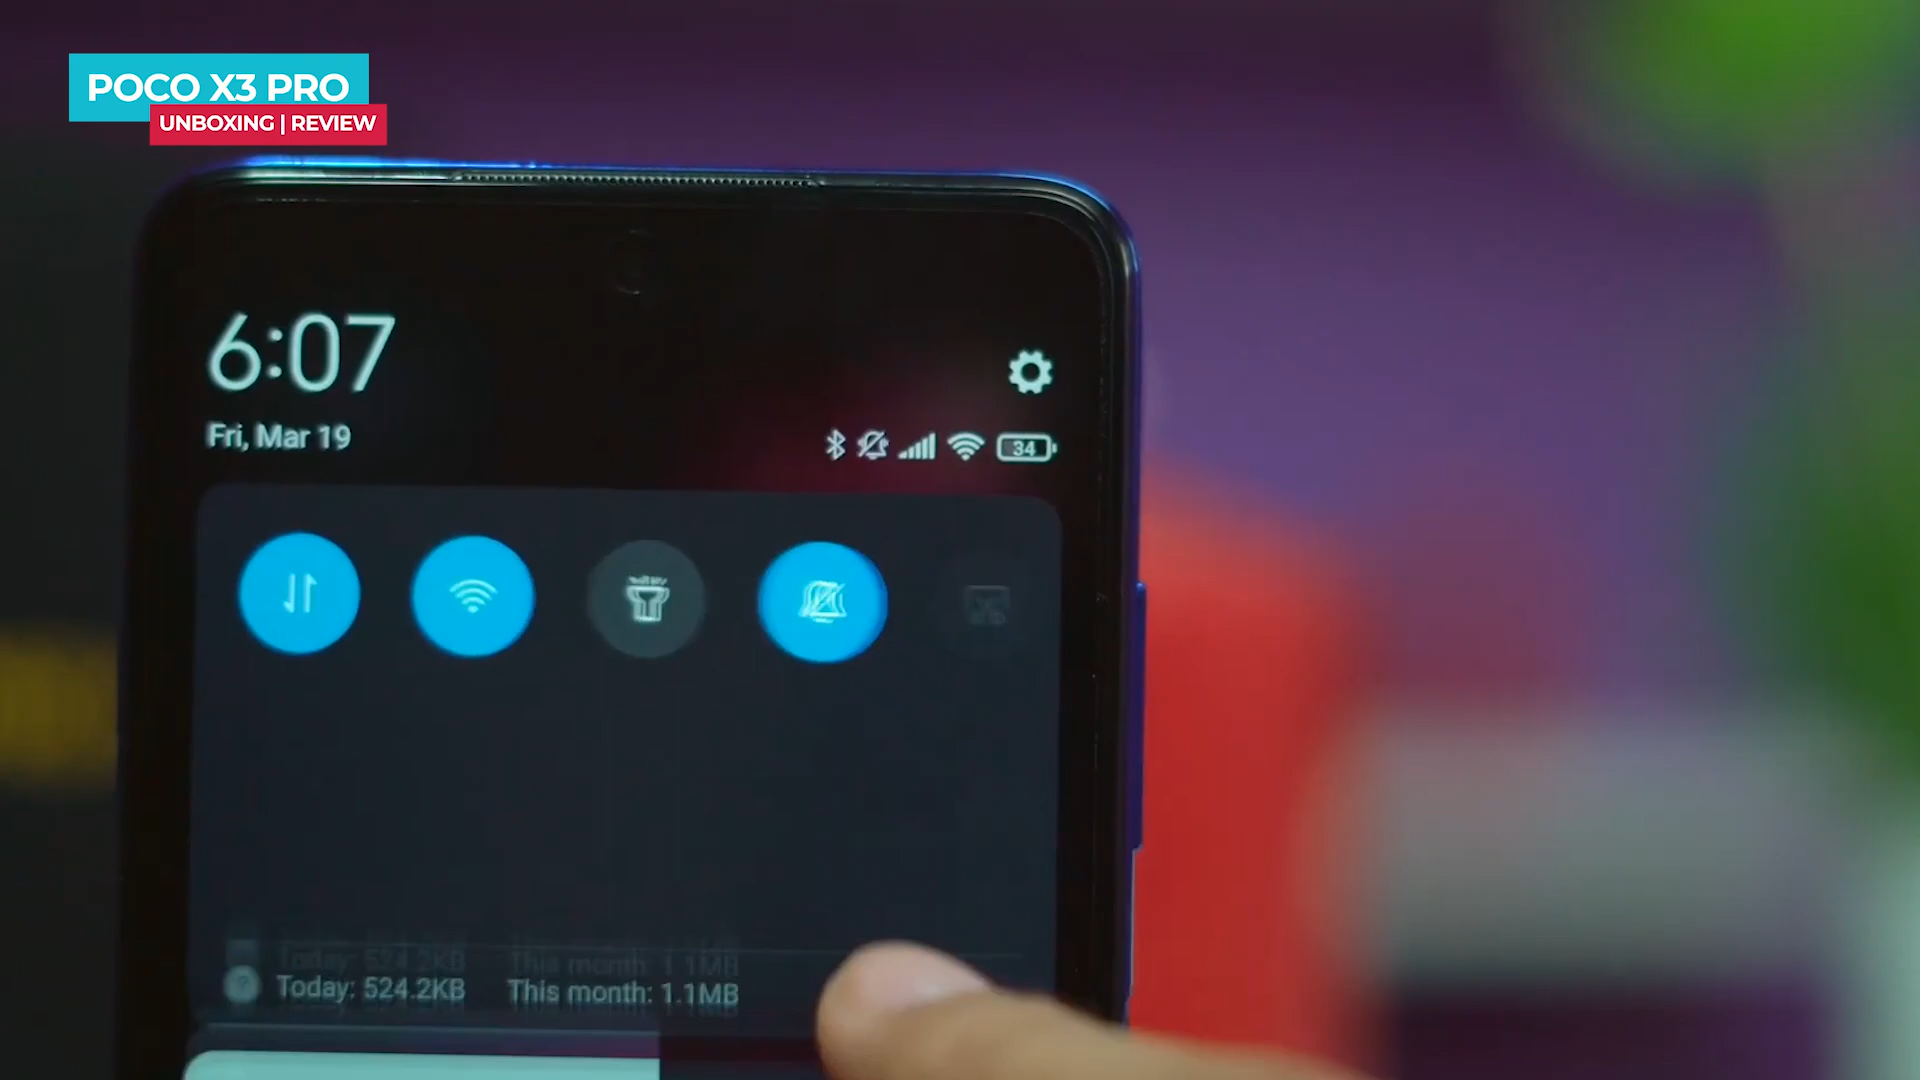 POCO X3 PRO
UNBOXING | REVIEW
6:07
Fri, Mar 19
34
Today: 524.2KB This month: 1.1MB